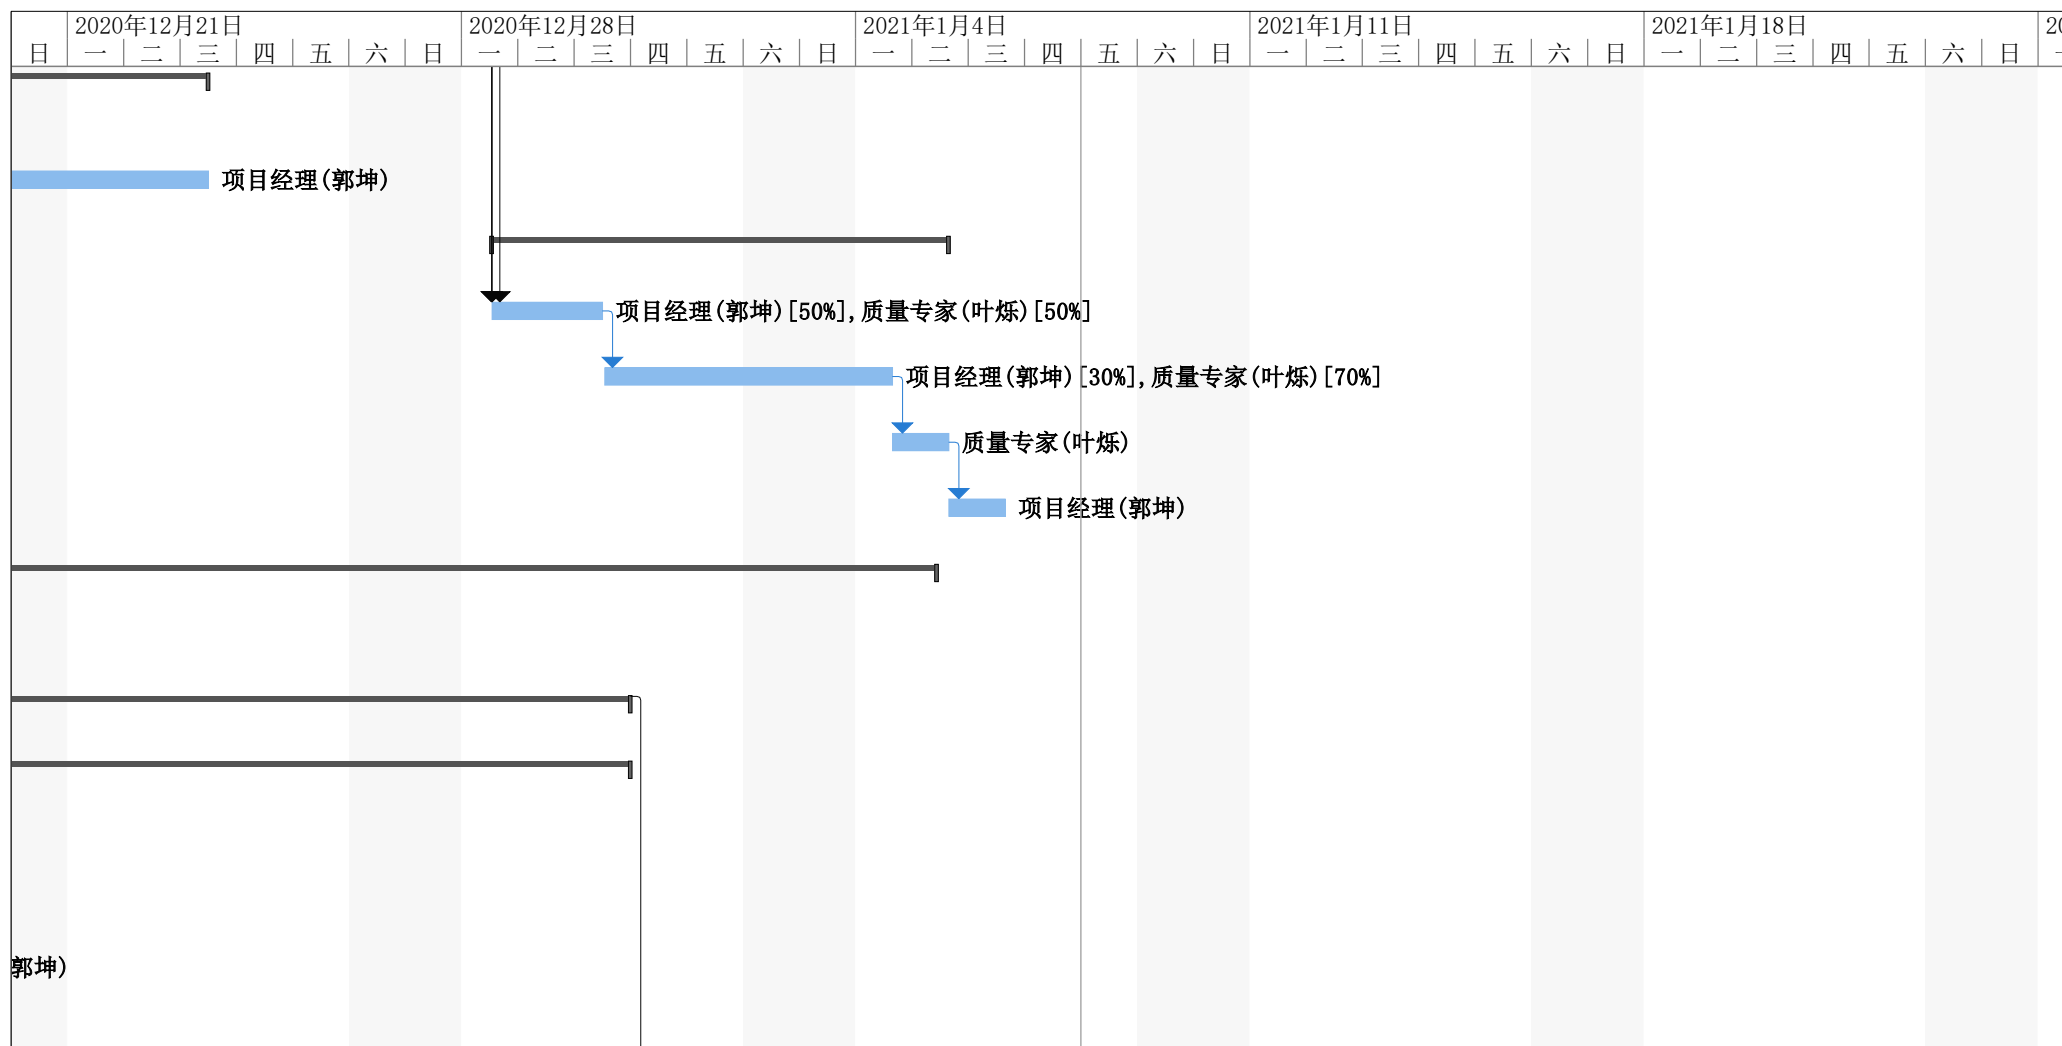 2020年12月21日 2020年12月28日 2021年1月4日 2021年1月11日 2021年1月18日 20
日 一 二 三 四 五 六 日 一 二 三 四 五 六 日 一 二 三 四 五 六 日 一 二 三 四 五 六 日 一 二 三 四 五 六 日 一
项目经理(郭坤)
项目经理(郭坤)[50%],质量专家(叶烁)[50%]
项目经理(郭坤)[30%],质量专家(叶烁)[70%]
质量专家(叶烁)
项目经理(郭坤)
郭坤)